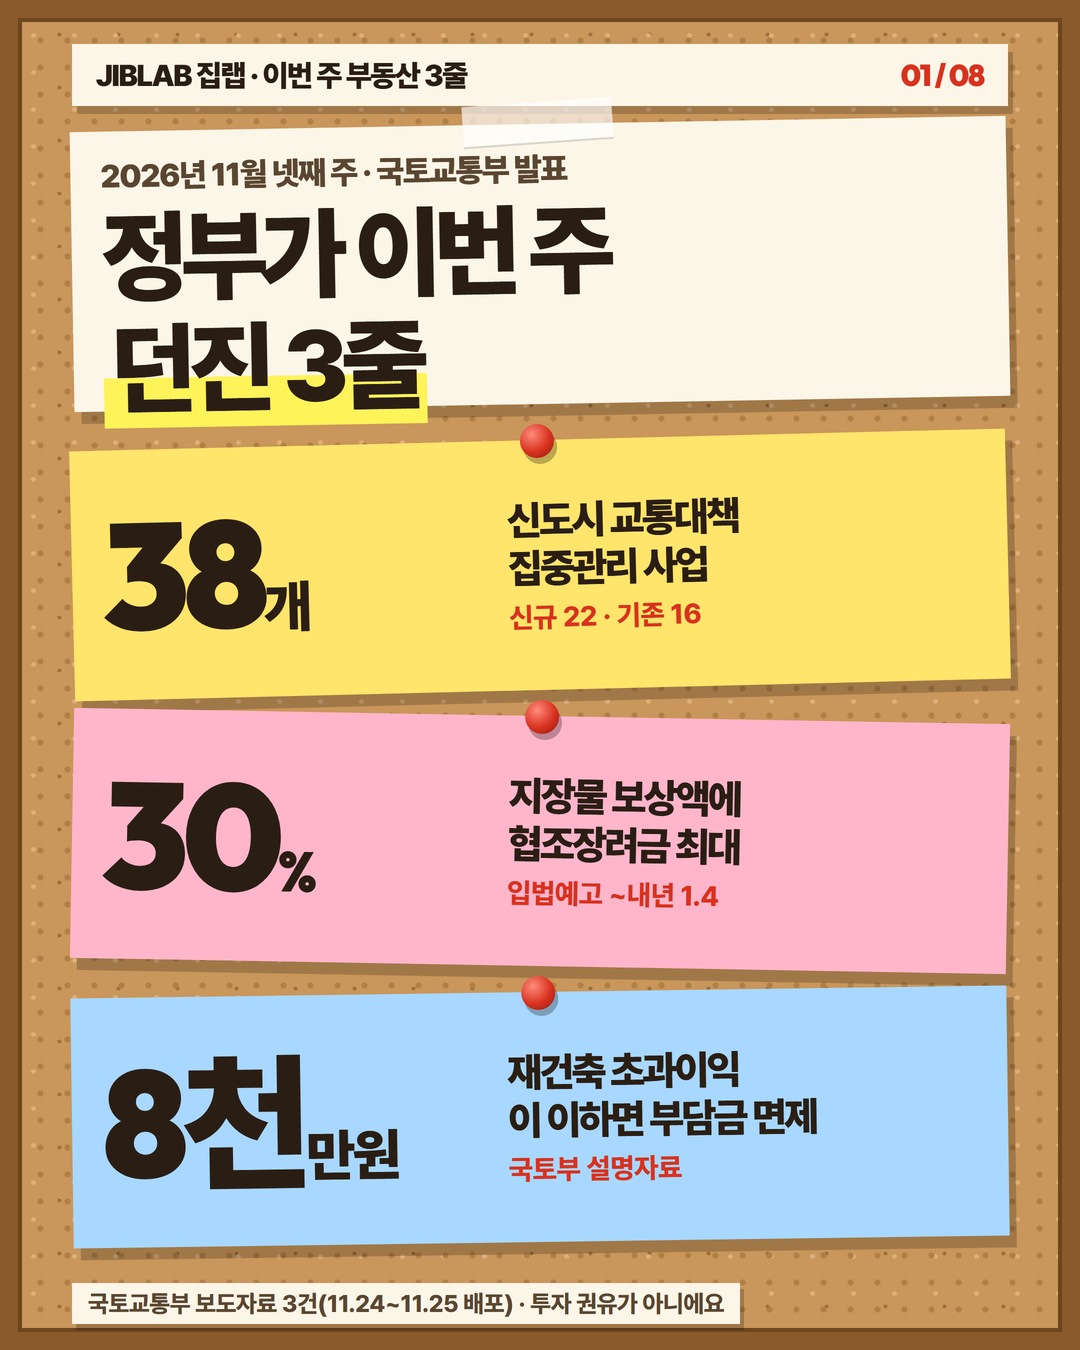 JIBLAB 집랩 · 이번 주 부동산 3줄
01 / 08
2026년 11월 넷째 주 · 국토교통부 발표
정부가 이번 주
던진 3줄
38개
신도시 교통대책
집중관리 사업
신규 22 · 기존 16
30%
지장물 보상액에
협조장려금 최대
입법예고 ~내년 1.4
8천만원
재건축 초과이익
이 이하면 부담금 면제
국토부 설명자료
국토교통부 보도자료 3건(11.24~11.25 배포) · 투자 권유가 아니에요